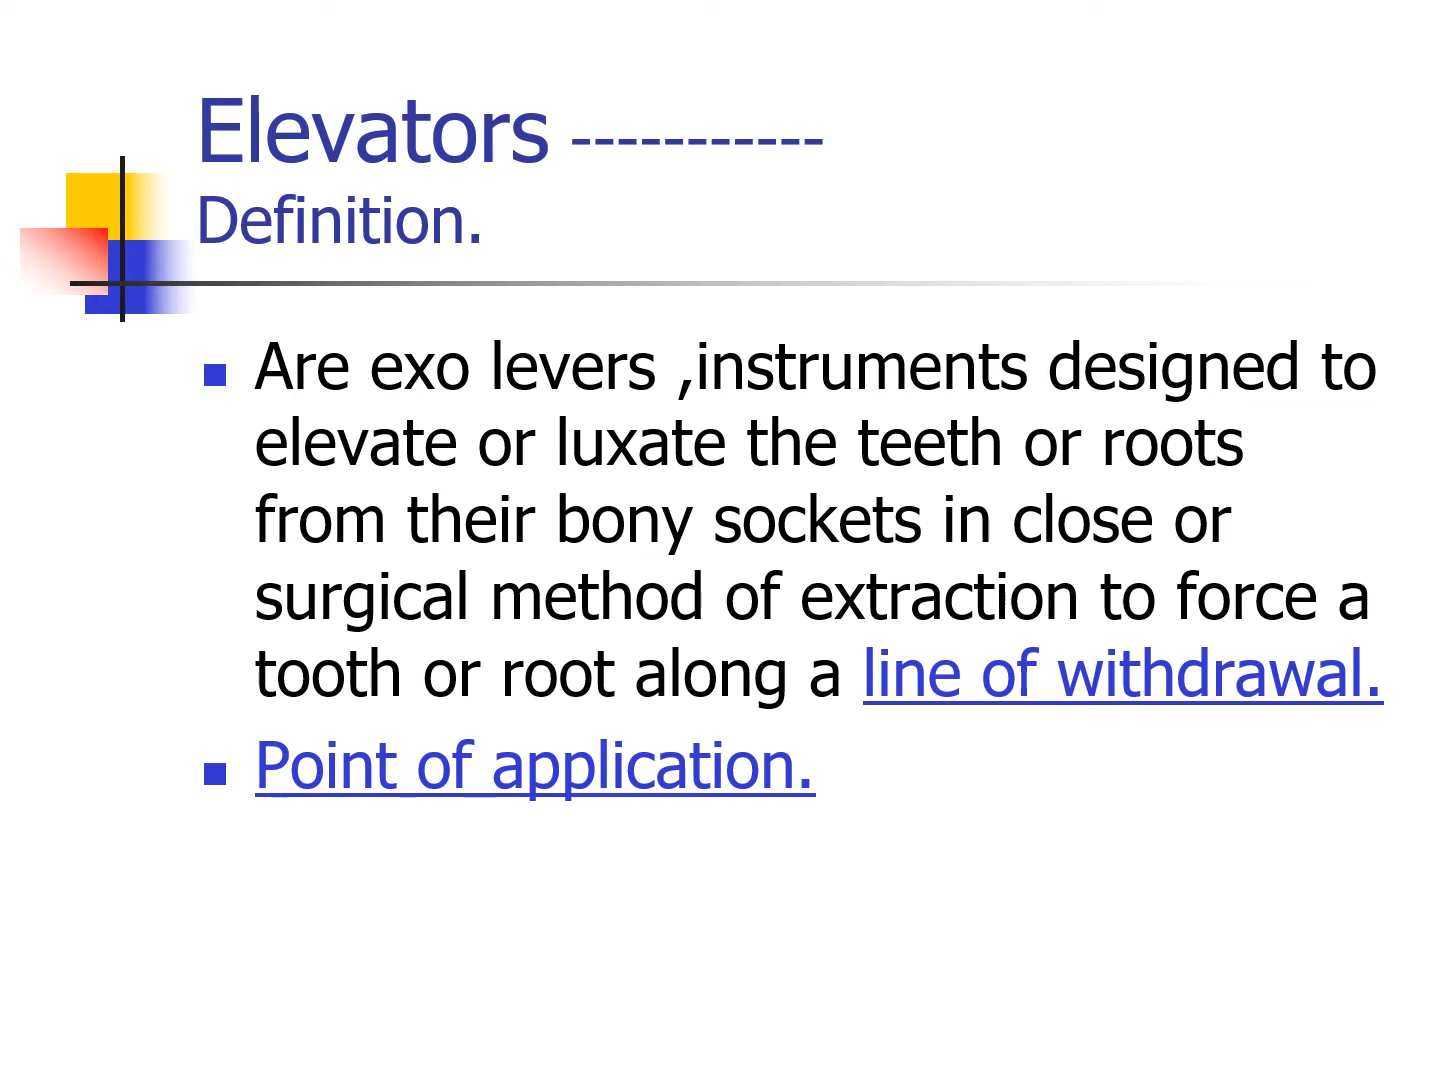 Elevators -----------
Definition.
Are exo levers ,instruments designed to
elevate or luxate the teeth or roots
from their bony sockets in close or
surgical method of extraction to force a
tooth or root along a line of withdrawal.
Point of application.